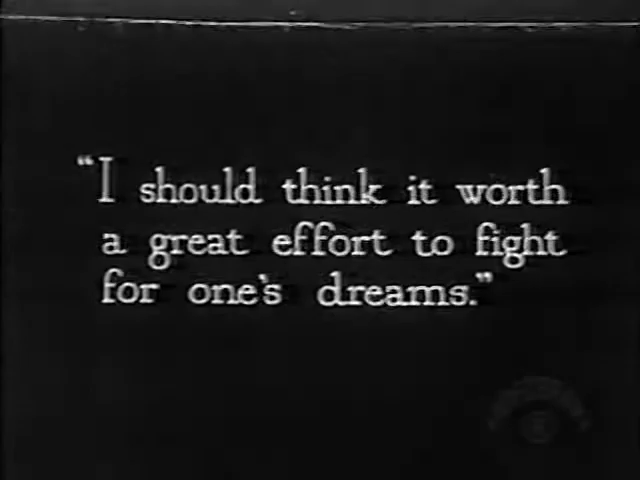 “I should think it worth
a great effort to fight
for one's dreams.”